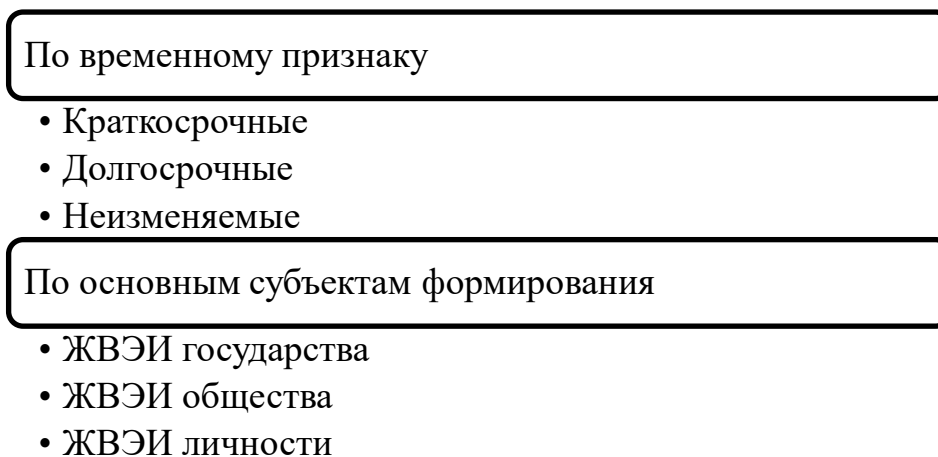 По временному признаку
• Краткосрочные
• Долгосрочные
• Неизменяемые
По основным субъектам формирования
• ЖВЭИ государства
• ЖВЭИ общества
• ЖВЭИ личности